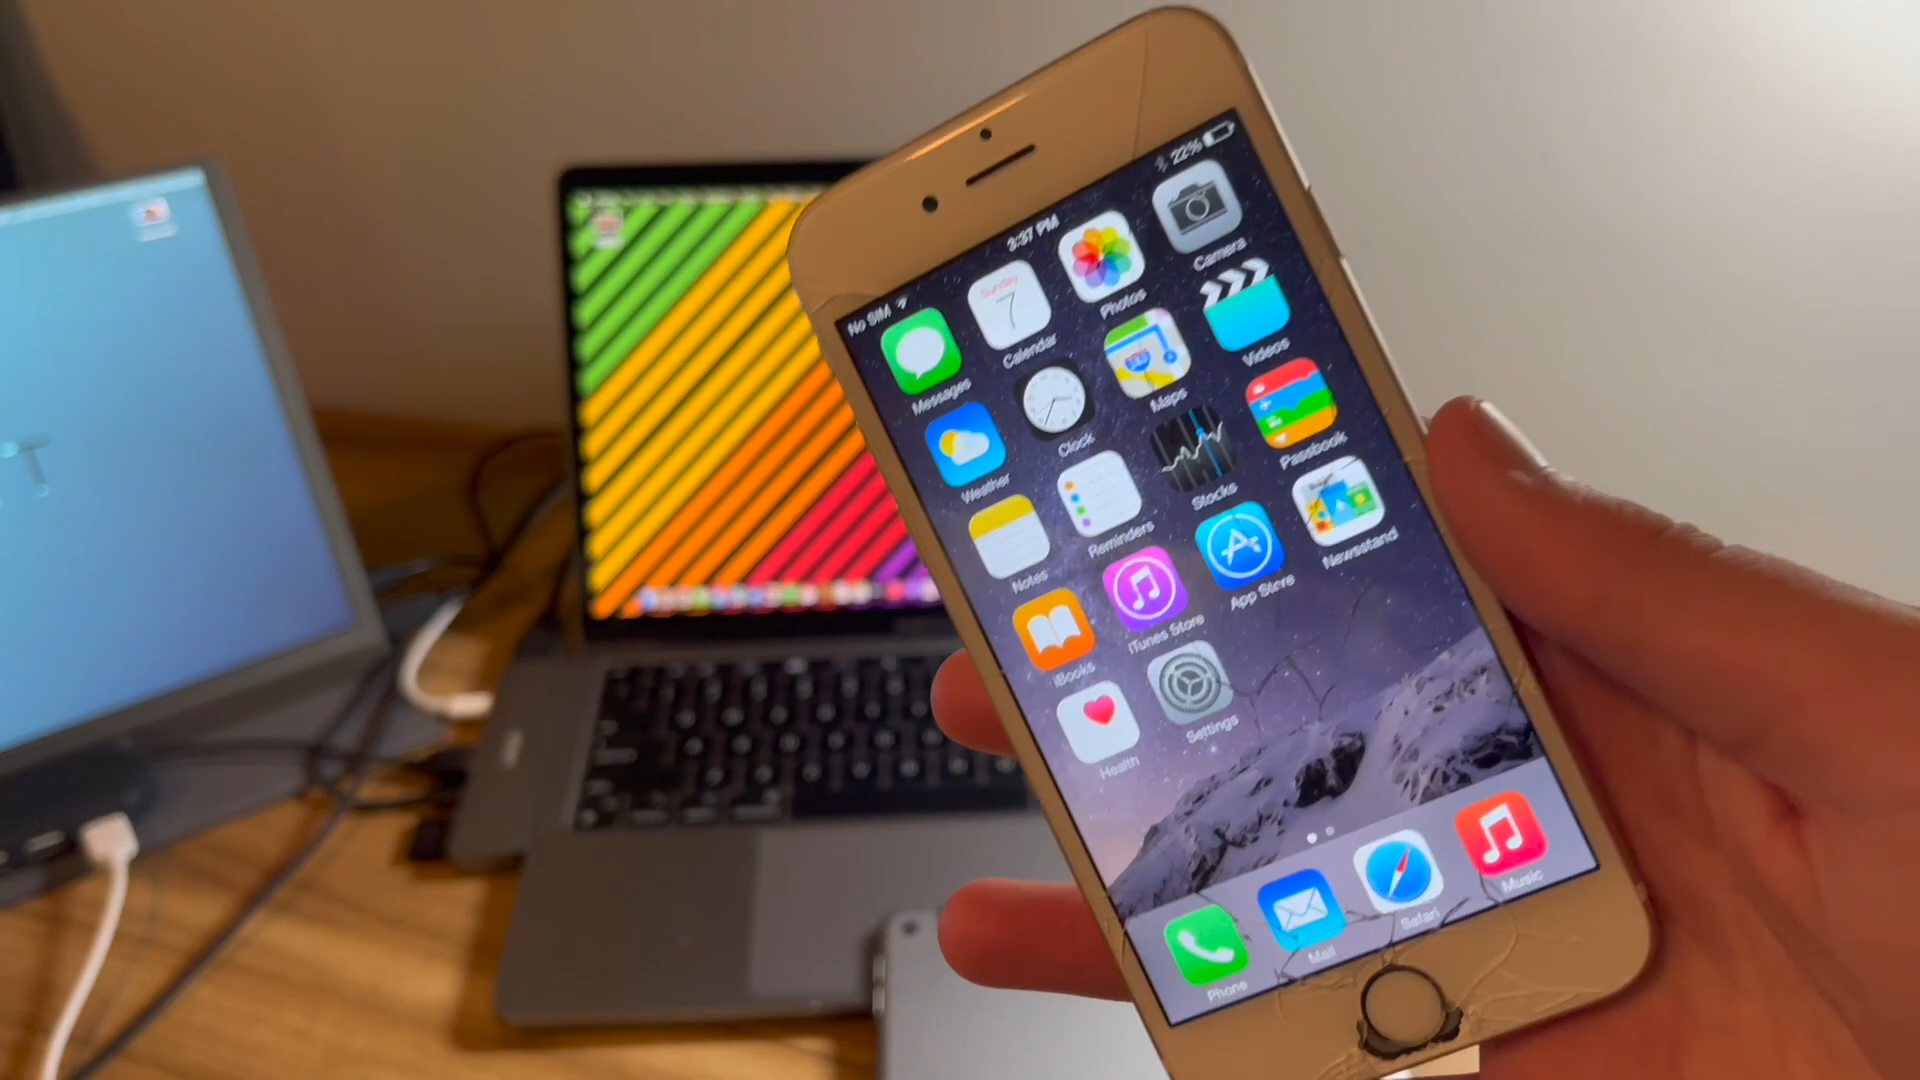 No SIM 3:37 PM 22%
Messages Calendar Photos Camera
Sunday
7
Weather Clock Maps Videos
Notes Reminders Stocks Passbook
iBooks iTunes Store App Store Newsstand
Health Settings
Phone Mail Safari Music
T